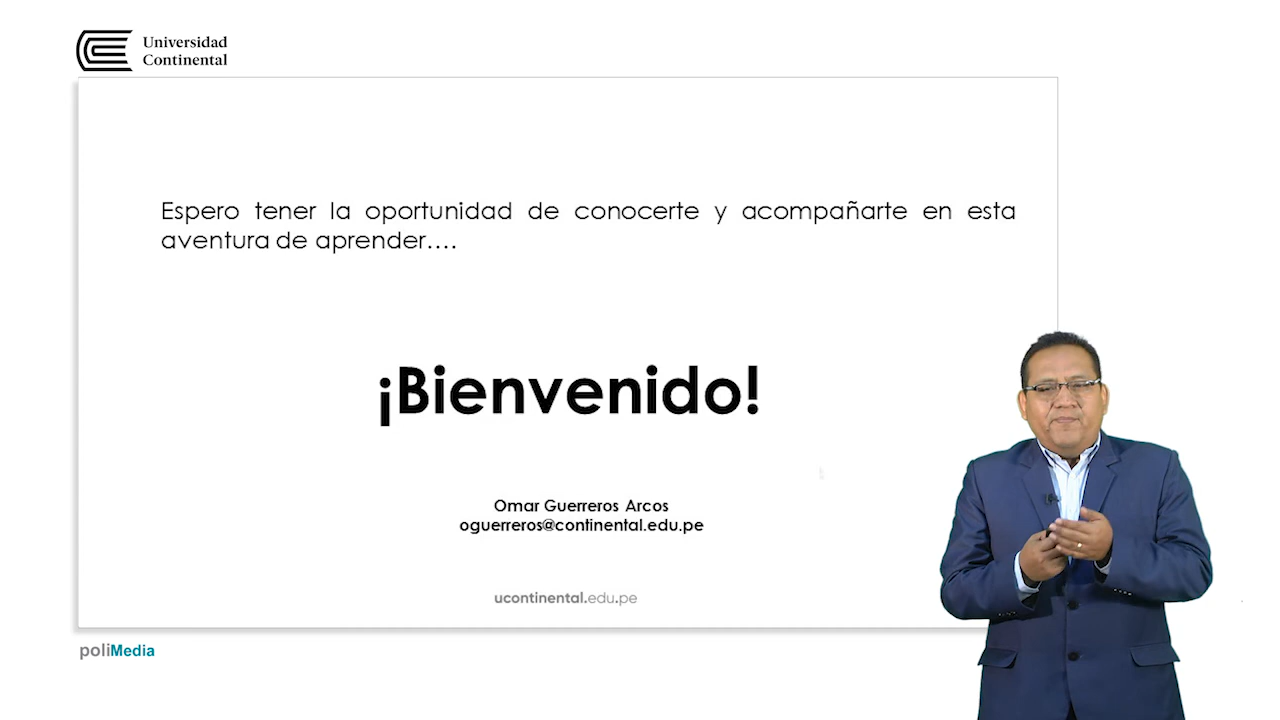 Universidad
Continental
Espero tener la oportunidad de conocerte y acompañarte en esta
aventura de aprender....
¡Bienvenido!
Omar Guerreros Arcos
oguerreros@continental.edu.pe
ucontinental.edu.pe
poliMedia